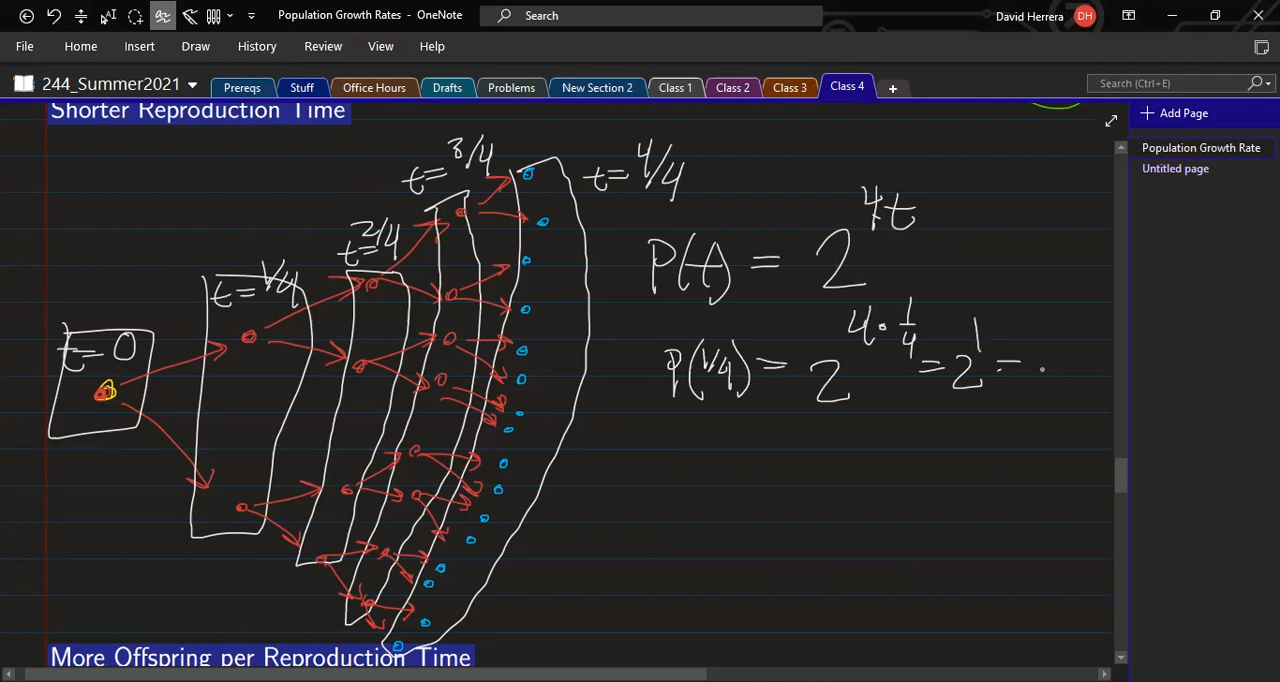 Population Growth Rates - OneNote
Search
David Herrera DH
File Home Insert Draw History Review View Help
244_Summer2021 Prereqs Stuff Office Hours Drafts Problems New Section 2 Class 1 Class 2 Class 3 Class 4 Search (Ctrl+E)
Shorter Reproduction Time
Add Page
Population Growth Rate
Untitled page
t= 0
t= 1/4
t= 2/4
t= 3/4
t= 4/4
P(t) = 2^4t
P(1/4) = 2^4·1/4 = 2^1 =
More Offspring per Reproduction Time